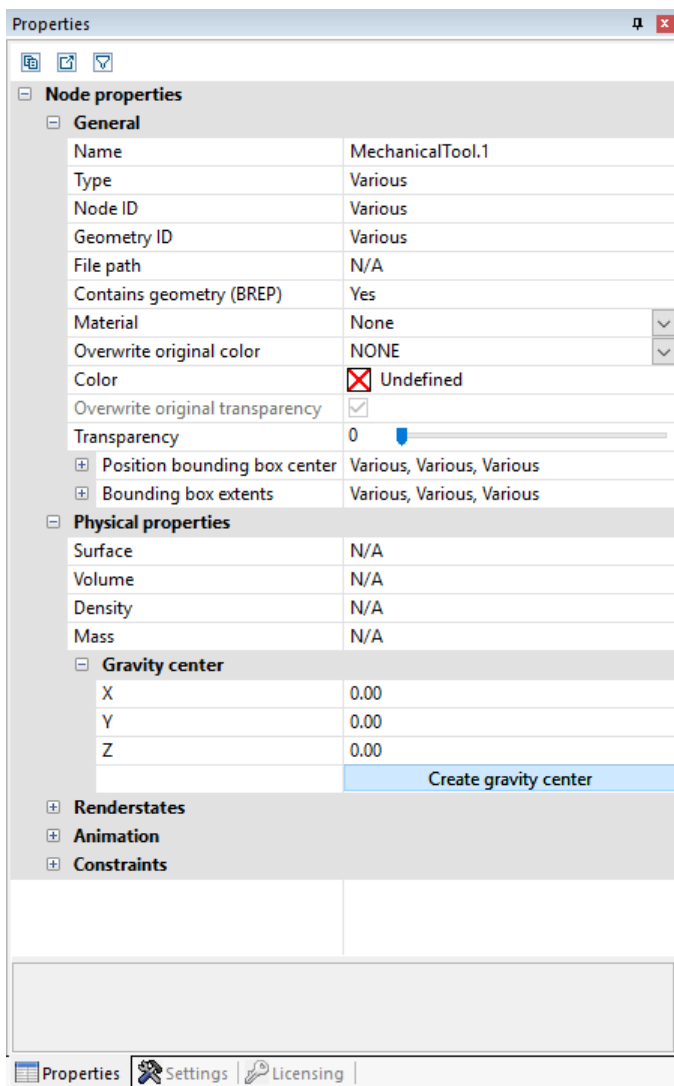 Properties
Node properties
General
Name MechanicalTool.1
Type Various
Node ID Various
Geometry ID Various
File path N/A
Contains geometry (BREP) Yes
Material None
Overwrite original color NONE
Color Undefined
Overwrite original transparency
Transparency 0
Position bounding box center Various, Various, Various
Bounding box extents Various, Various, Various
Physical properties
Surface N/A
Volume N/A
Density N/A
Mass N/A
Gravity center
X 0.00
Y 0.00
Z 0.00
Create gravity center
Renderstates
Animation
Constraints
Properties Settings Licensing